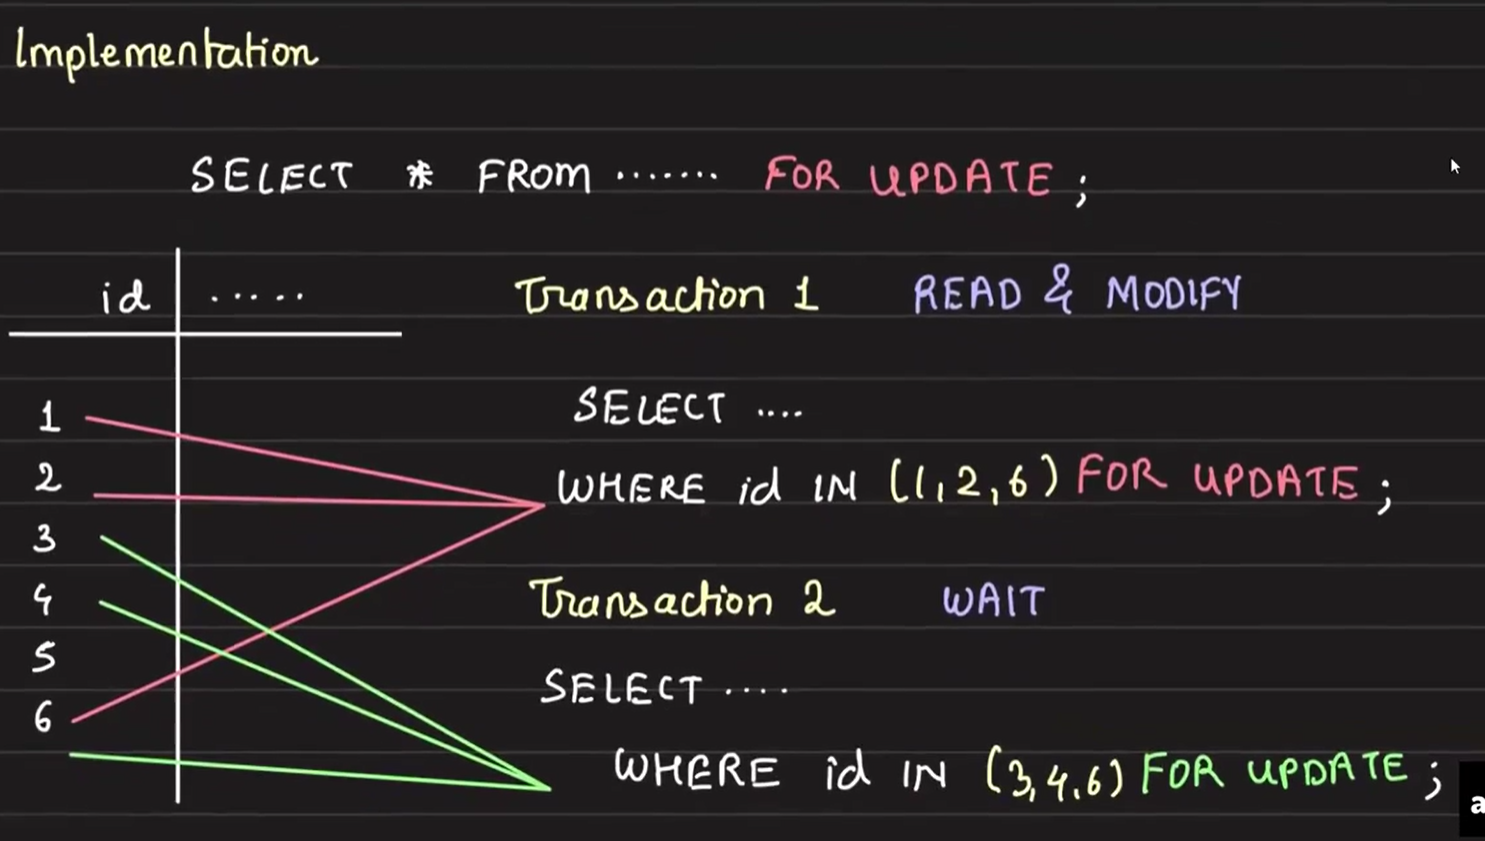 Implementation
SELECT * FROM ....... FOR UPDATE ;
id .....
Transaction 1 READ & MODIFY
1
2
3
4
5
6
SELECT ....
WHERE id IN (1,2,6) FOR UPDATE ;
Transaction 2 WAIT
SELECT ....
WHERE id IN (3,4,6) FOR UPDATE ;
a